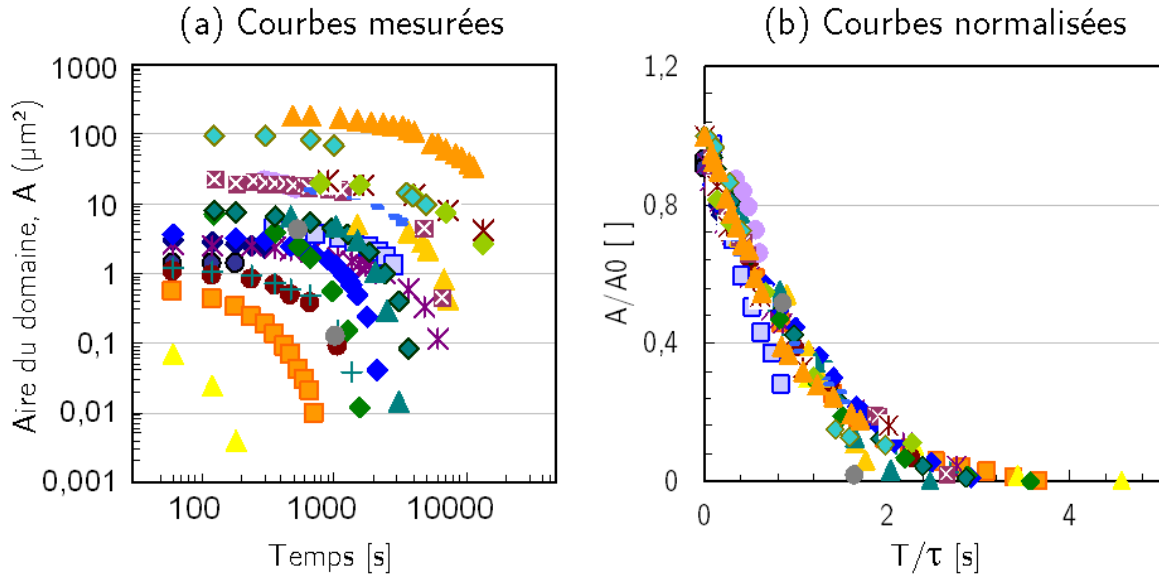 (a) Courbes mesurées
(b) Courbes normalisées
Aire du domaine, A (µm²)
1000
100
10
1
0,1
0,01
0,001
100
1000
10000
Temps [s]
A/A0 [ ]
1,2
0,8
0,4
0
0
2
4
T/τ [s]